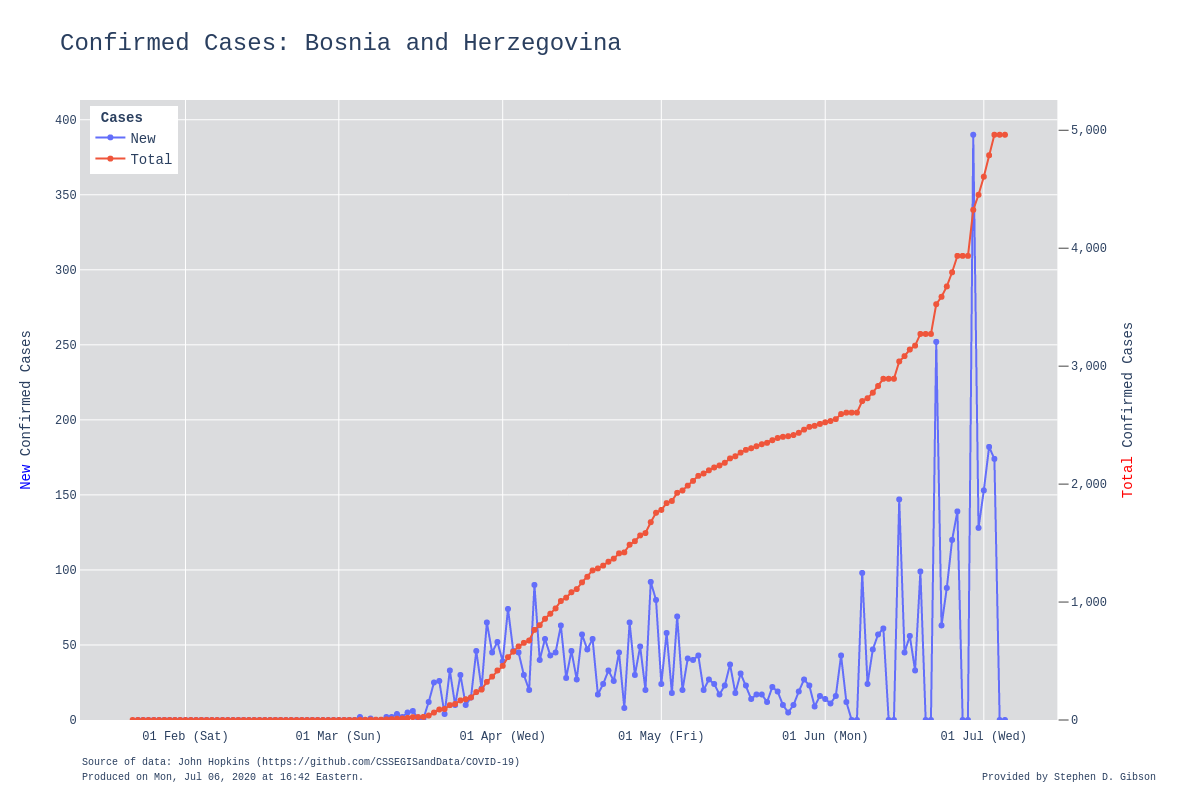 Confirmed Cases: Bosnia and Herzegovina
Cases
New
Total
400
350
300
250
200
150
100
50
0
New Confirmed Cases
5,000
4,000
3,000
2,000
1,000
0
Total Confirmed Cases
01 Feb (Sat) 01 Mar (Sun) 01 Apr (Wed) 01 May (Fri) 01 Jun (Mon) 01 Jul (Wed)
Source of data: John Hopkins (https://github.com/CSSEGISandData/COVID-19)
Produced on Mon, Jul 06, 2020 at 16:42 Eastern.
Provided by Stephen D. Gibson